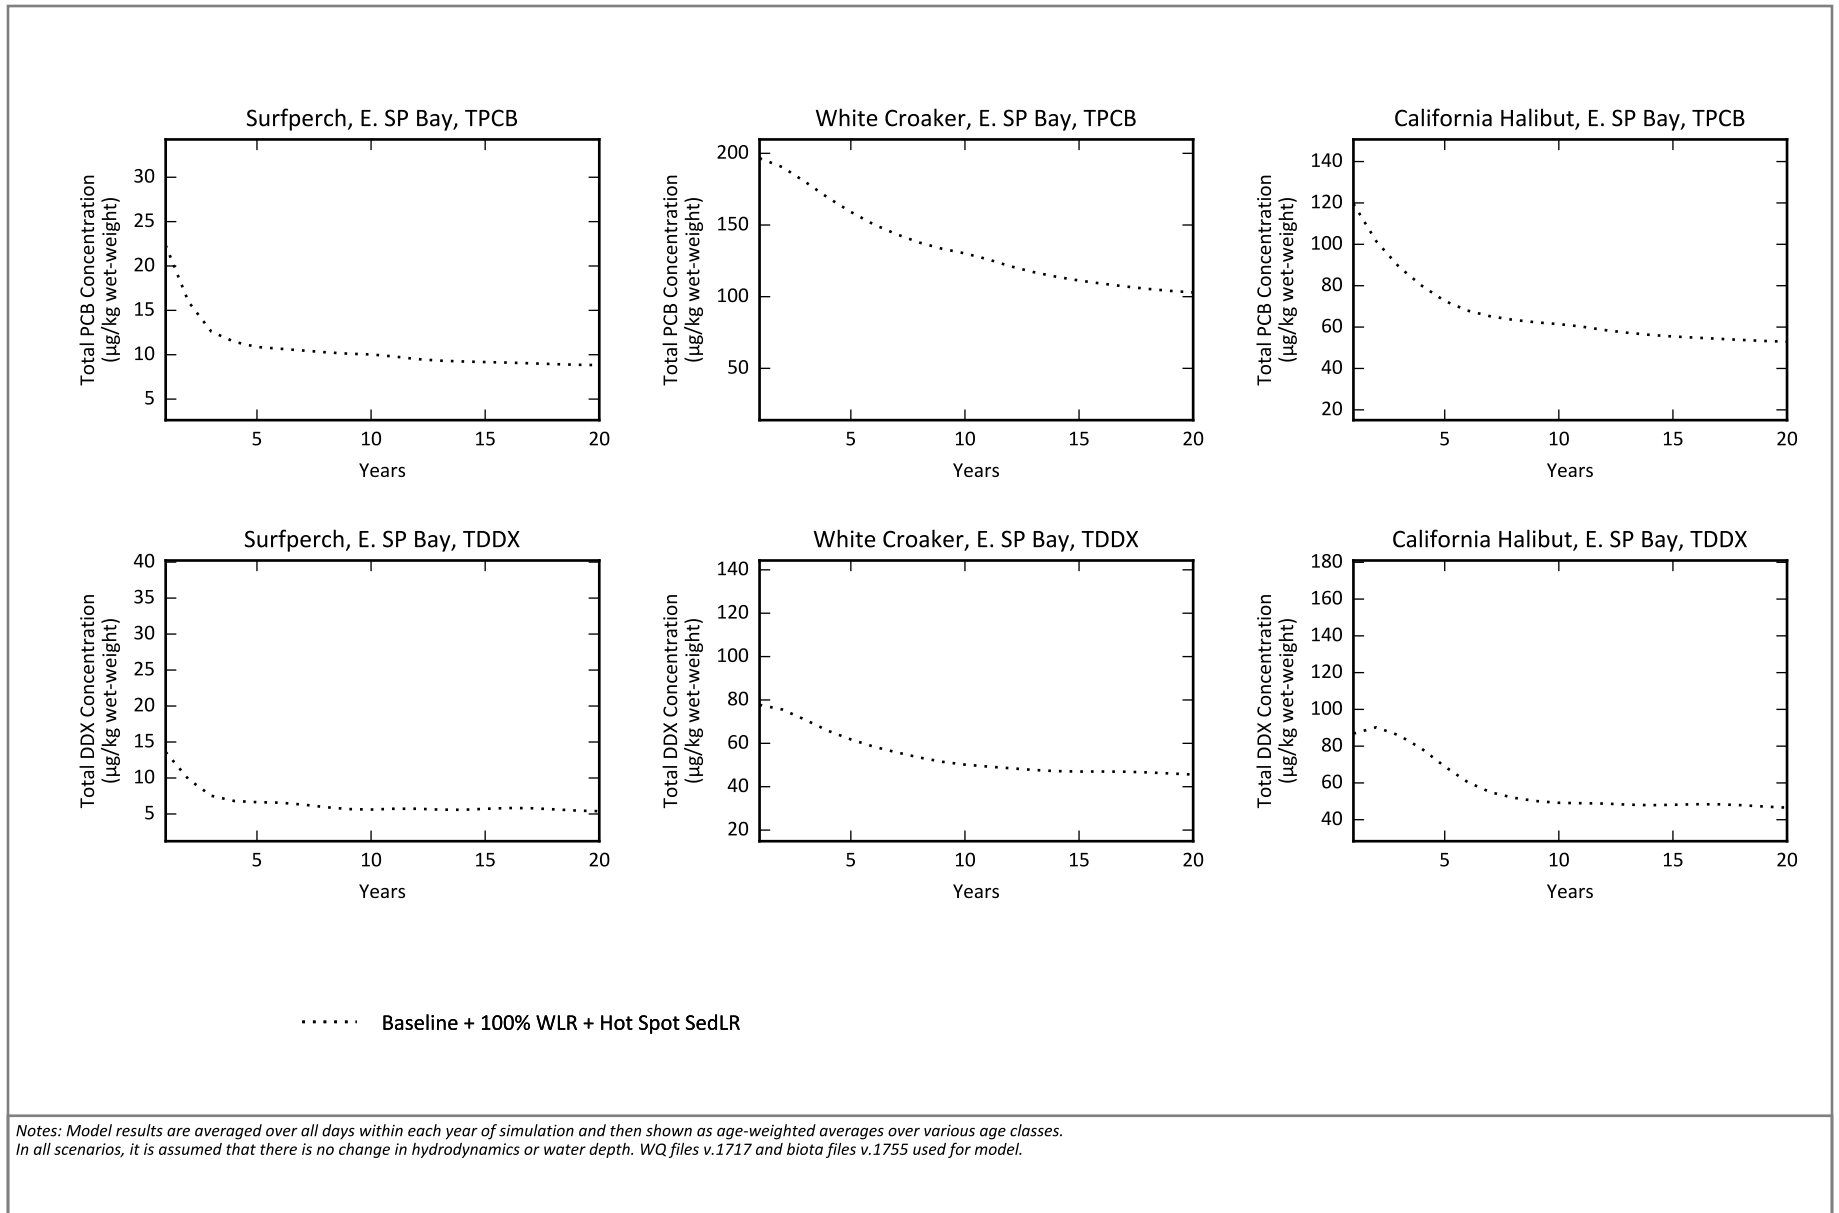 Surfperch, E. SP Bay, TPCB
Total PCB Concentration
(µg/kg wet-weight)
30
25
20
15
10
5
5 10 15 20
Years
White Croaker, E. SP Bay, TPCB
Total PCB Concentration
(µg/kg wet-weight)
200
150
100
50
5 10 15 20
Years
California Halibut, E. SP Bay, TPCB
Total PCB Concentration
(µg/kg wet-weight)
140
120
100
80
60
40
20
5 10 15 20
Years
Surfperch, E. SP Bay, TDDX
Total DDX Concentration
(µg/kg wet-weight)
40
35
30
25
20
15
10
5
5 10 15 20
Years
White Croaker, E. SP Bay, TDDX
Total DDX Concentration
(µg/kg wet-weight)
140
120
100
80
60
40
20
5 10 15 20
Years
California Halibut, E. SP Bay, TDDX
Total DDX Concentration
(µg/kg wet-weight)
180
160
140
120
100
80
60
40
5 10 15 20
Years
Baseline + 100% WLR + Hot Spot SedLR
Notes: Model results are averaged over all days within each year of simulation and then shown as age-weighted averages over various age classes.
In all scenarios, it is assumed that there is no change in hydrodynamics or water depth. WQ files v.1717 and biota files v.1755 used for model.